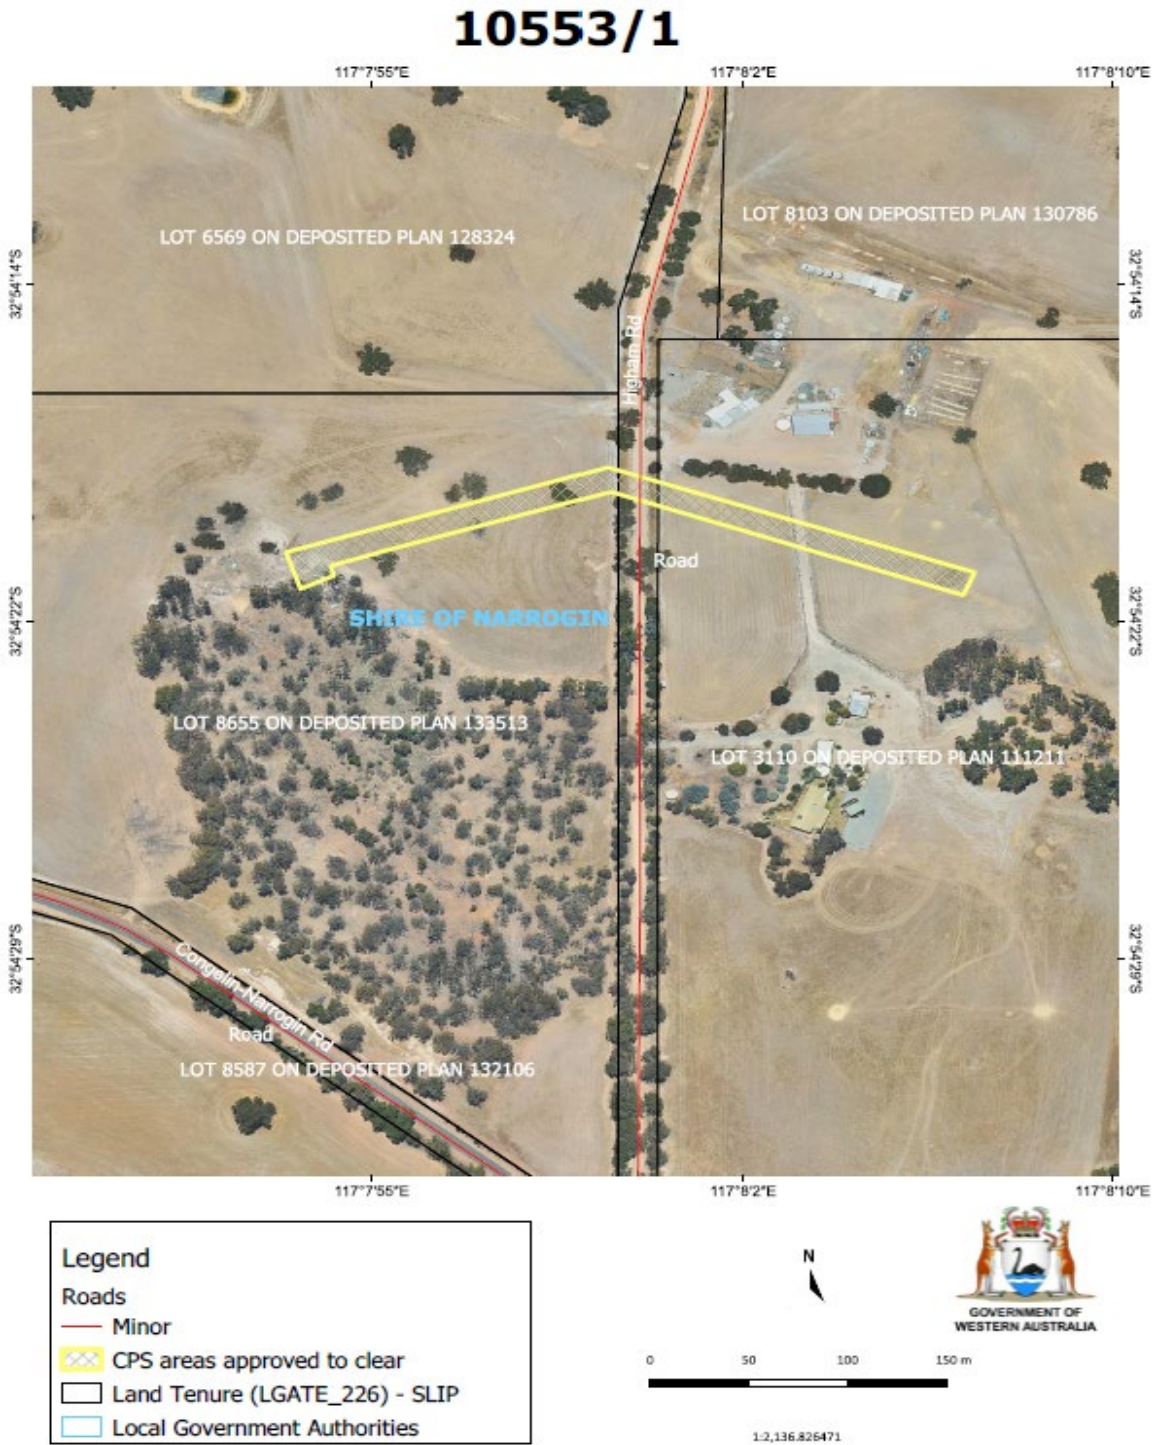 10553/1
117°7'55"E
117°8'2"E
117°8'10"E
LOT 8103 ON DEPOSITED PLAN 130786
LOT 6569 ON DEPOSITED PLAN 128324
32°54'14"S
32°54'14"S
Higham Rd
Road
32°54'22"S
32°54'22"S
SHIRE OF NARROGIN
LOT 8655 ON DEPOSITED PLAN 133513
LOT 3110 ON DEPOSITED PLAN 111211
32°54'29"S
32°54'29"S
Congelin-Narrogin Rd
Road
LOT 8587 ON DEPOSITED PLAN 132106
117°7'55"E
117°8'2"E
117°8'10"E
Legend
Roads
Minor
CPS areas approved to clear
Land Tenure (LGATE_226) - SLIP
Local Government Authorities
N
0 50 100 150 m
1:2,136.826471
GOVERNMENT OF
WESTERN AUSTRALIA